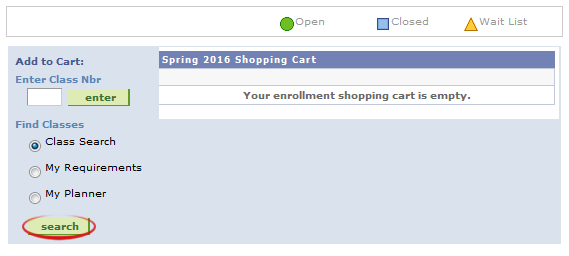 Open Closed Wait List
Add to Cart:
Enter Class Nbr
enter
Find Classes
Class Search
My Requirements
My Planner
search
Spring 2016 Shopping Cart
Your enrollment shopping cart is empty.